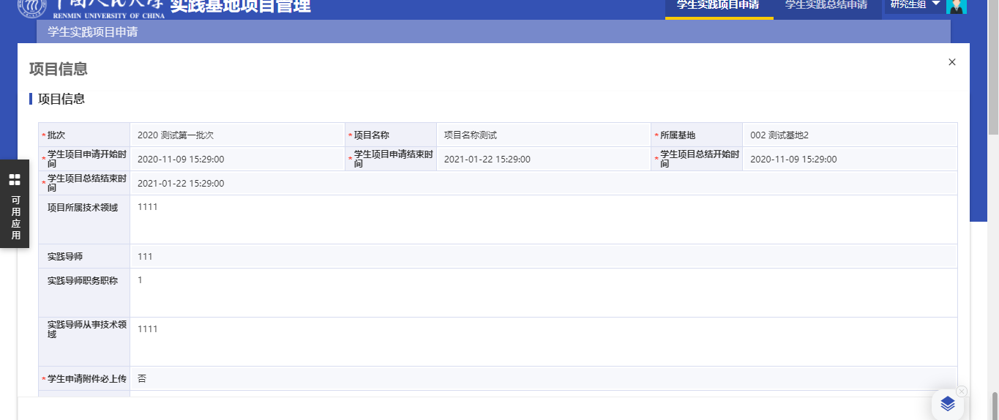 中国人民大学
RENMIN UNIVERSITY OF CHINA
实践基地项目管理
学生实践项目申请
学生实践总结申请
研究生组
学生实践项目申请
项目信息
项目信息
*批次 2020 测试第一批次 *项目名称 项目名称测试 *所属基地 002 测试基地2
*学生项目申请开始时间 2020-11-09 15:29:00 *学生项目申请结束时间 2021-01-22 15:29:00 *学生项目总结开始时间 2020-11-09 15:29:00
*学生项目总结结束时间 2021-01-22 15:29:00
项目所属技术领域 1111
实践导师 111
实践导师职务职称 1
实践导师从事技术领域 1111
*学生申请附件必上传 否
可用应用